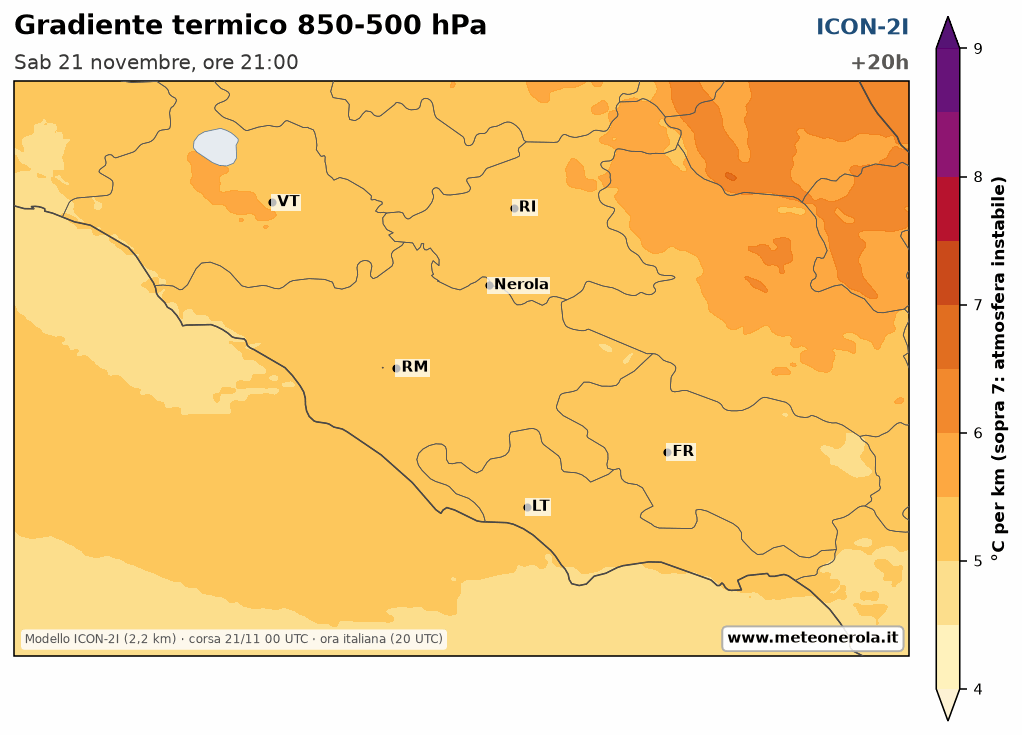 Gradiente termico 850-500 hPa
ICON-2I
Sab 21 novembre, ore 21:00
+20h
VT
RI
Nerola
RM
FR
LT
Modello ICON-2I (2,2 km) · corsa 21/11 00 UTC · ora italiana (20 UTC)
www.meteonerola.it
9
8
7
6
5
4
°C per km (sopra 7: atmosfera instabile)